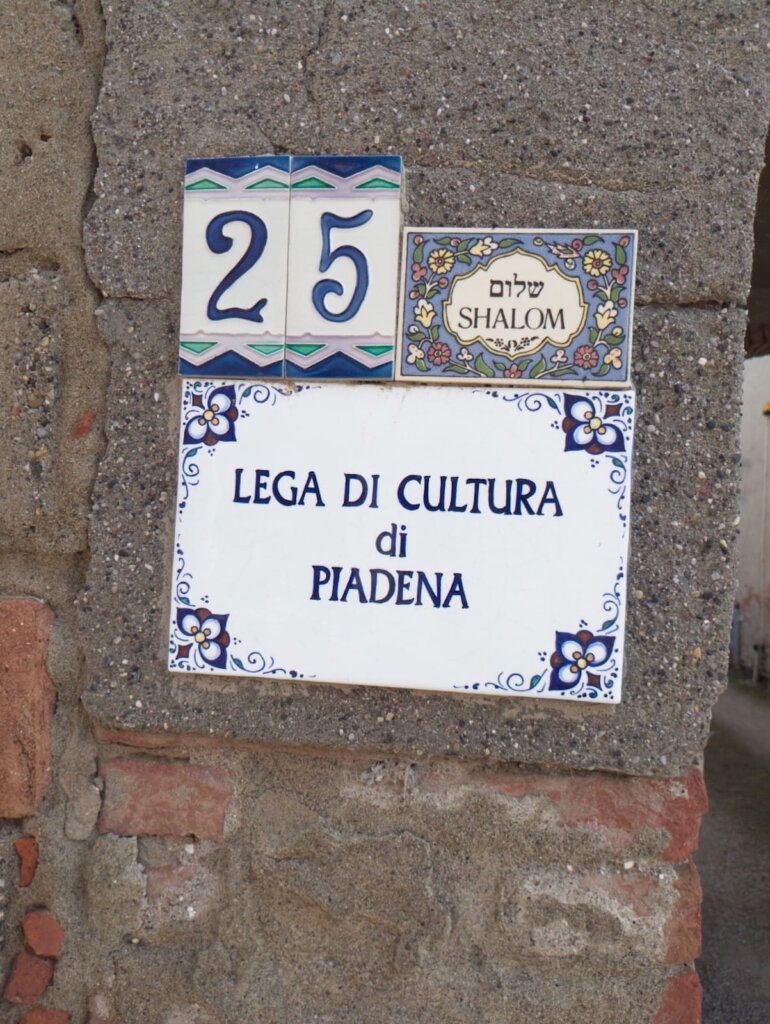 25
שלום
SHALOM
LEGA DI CULTURA
di
PIADENA